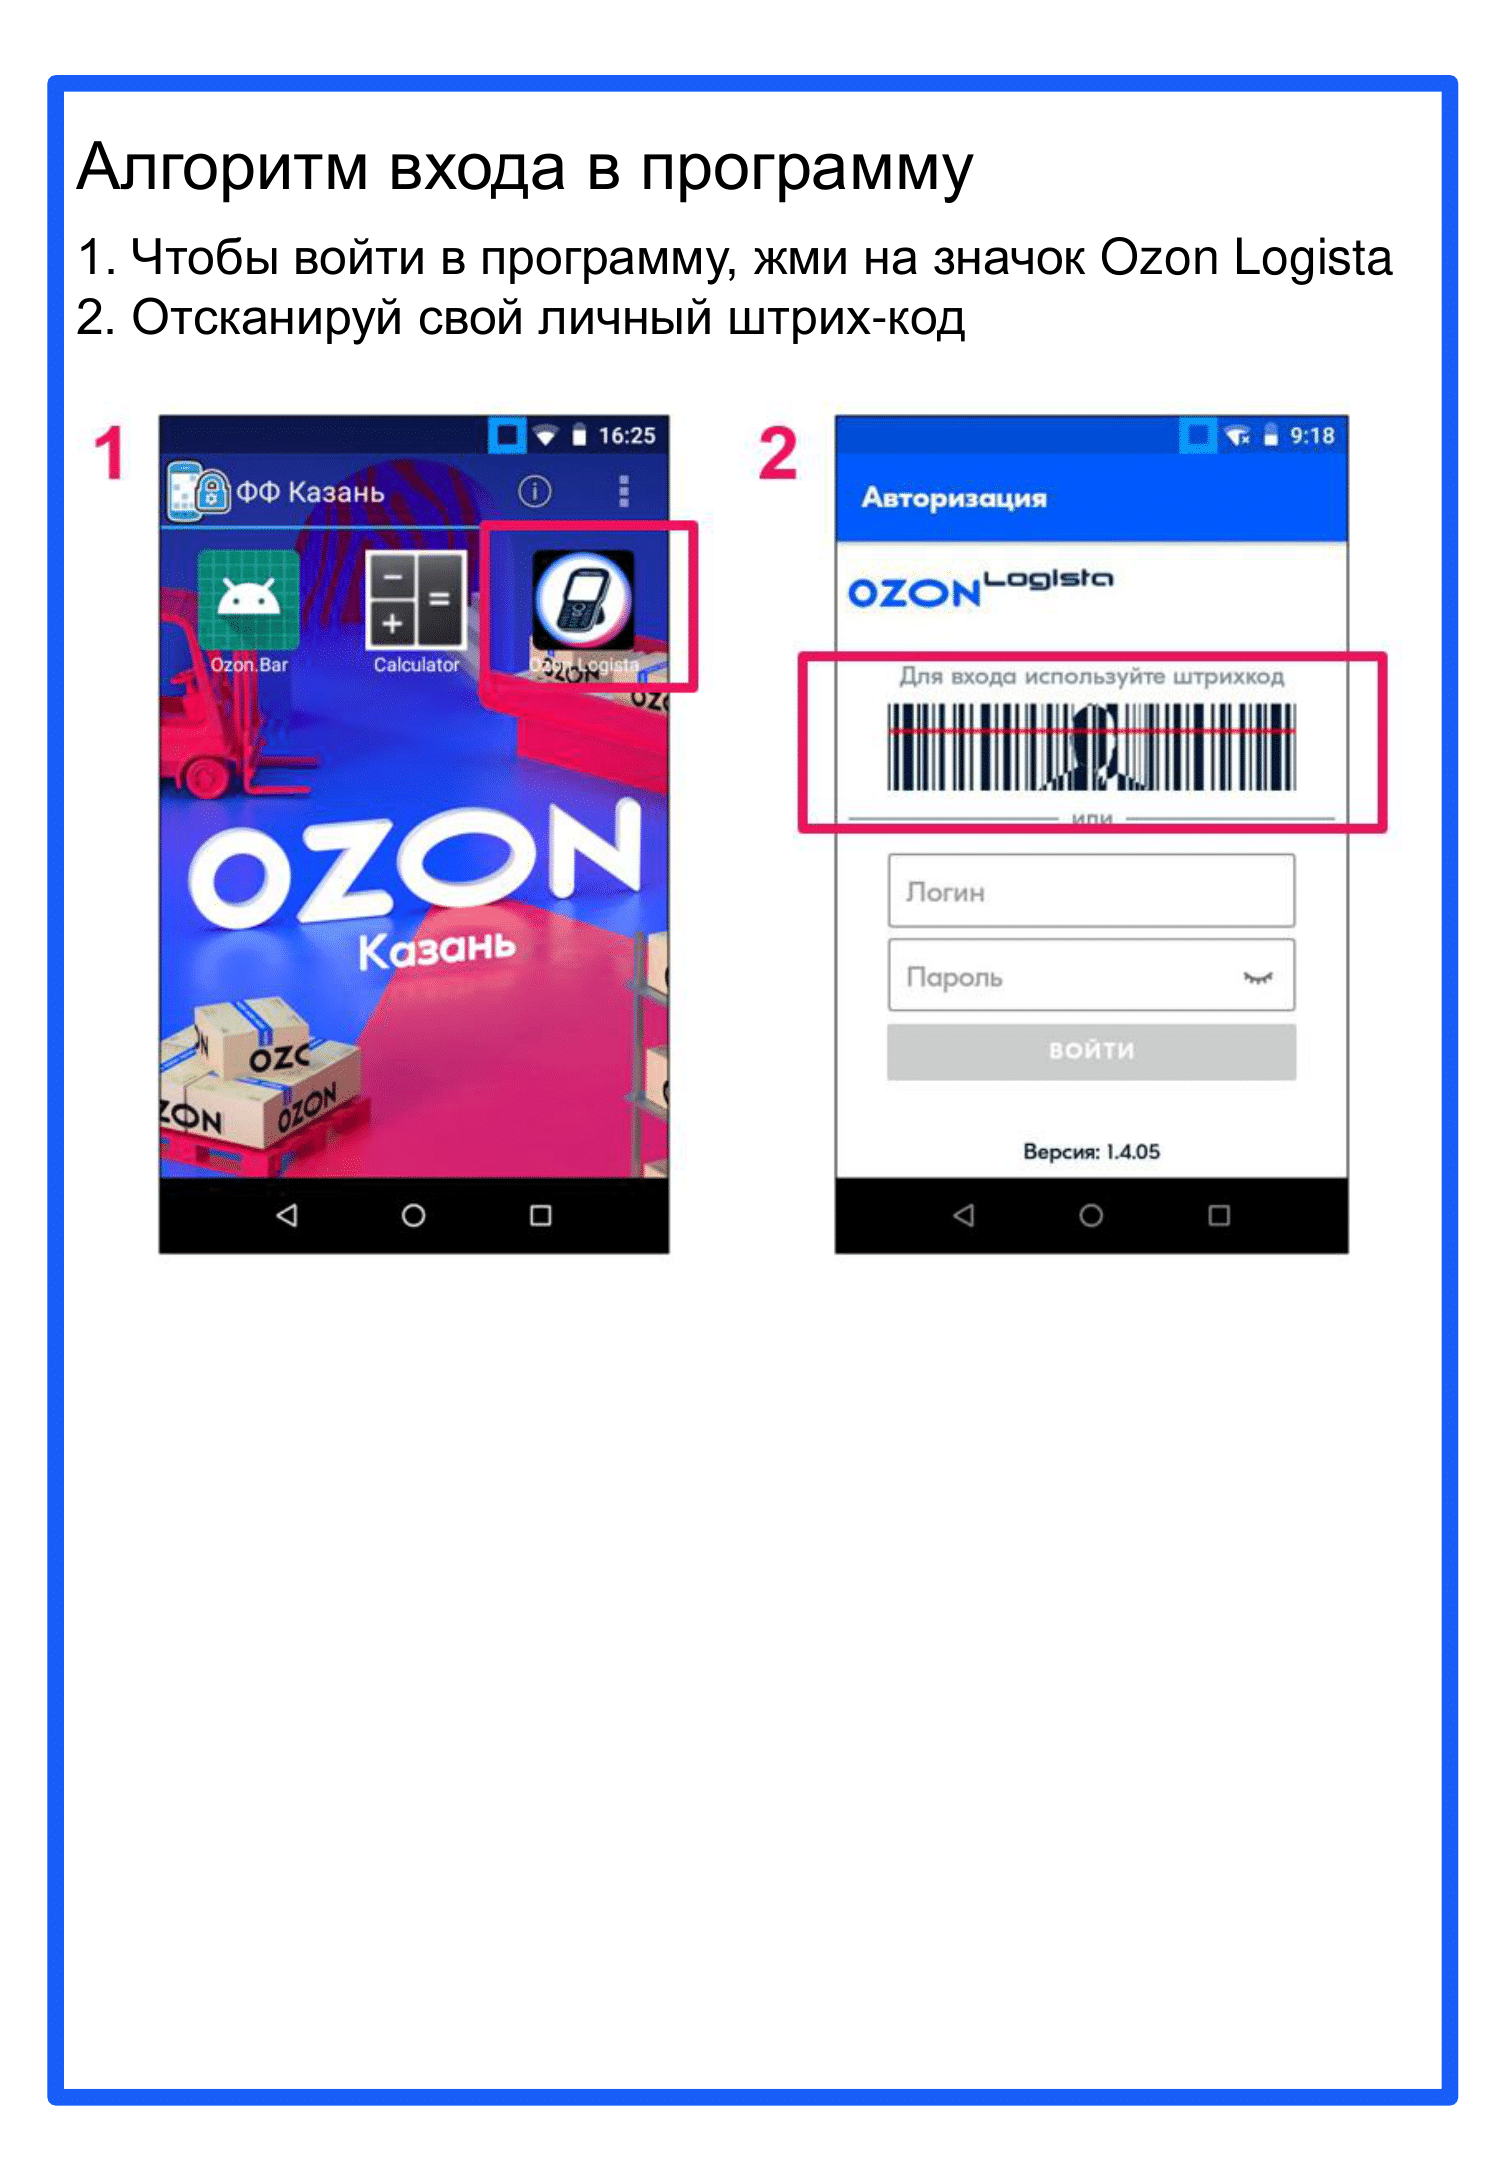 Алгоритм входа в программу
1. Чтобы войти в программу, жми на значок Ozon Logista
2. Отсканируй свой личный штрих-код
1
16:25
ФФ Казань
Ozon.Bar
Calculator
Ozon.Logista
OZON
OZON
Казань
OZON
OZON
2
9:18
Авторизация
OZON Logista
Для входа используйте штрихкод
или
Логин
Пароль
ВОЙТИ
Версия: 1.4.05